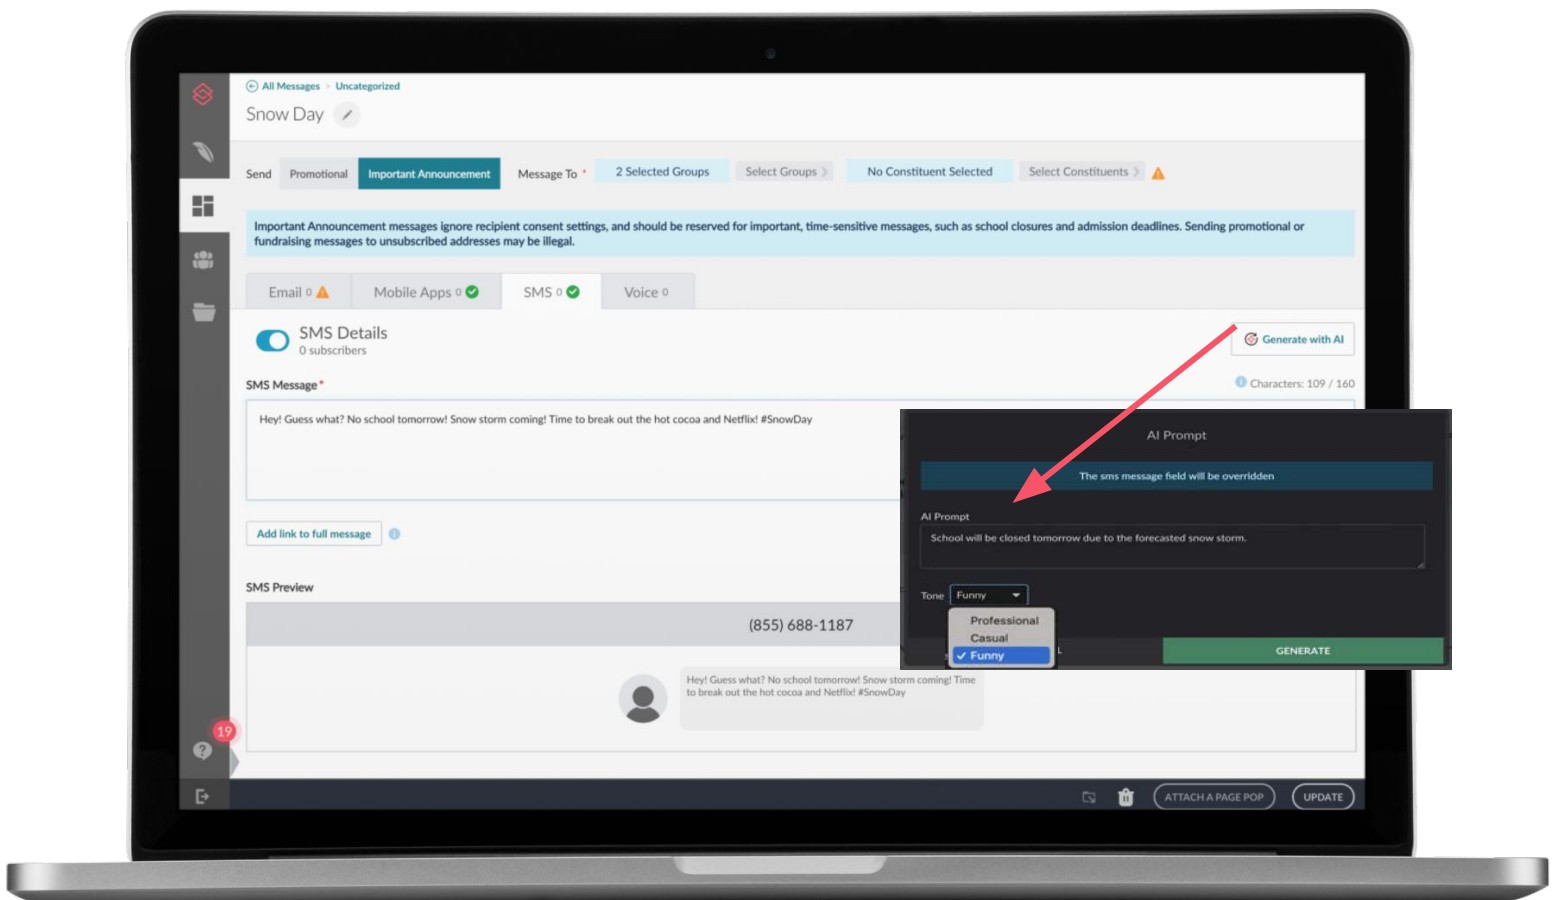 All Messages > Uncategorized
Snow Day
Send Promotional Important Announcement Message To * 2 Selected Groups Select Groups No Constituent Selected Select Constituents
Important Announcement messages ignore recipient consent settings, and should be reserved for important, time-sensitive messages, such as school closures and admission deadlines. Sending promotional or
fundraising messages to unsubscribed addresses may be illegal.
Email 0 Mobile Apps 0 SMS 0 Voice 0
SMS Details
0 subscribers
Generate with AI
SMS Message *
Characters: 109 / 160
Hey! Guess what? No school tomorrow! Snow storm coming! Time to break out the hot cocoa and Netflix! #SnowDay
Add link to full message
SMS Preview
(855) 688-1187
Hey! Guess what? No school tomorrow! Snow storm coming! Time
to break out the hot cocoa and Netflix! #SnowDay
AI Prompt
The sms message field will be overridden
AI Prompt
School will be closed tomorrow due to the forecasted snow storm.
Tone Funny
Professional
Casual
Funny
GENERATE
19
ATTACH A PAGE POP
UPDATE